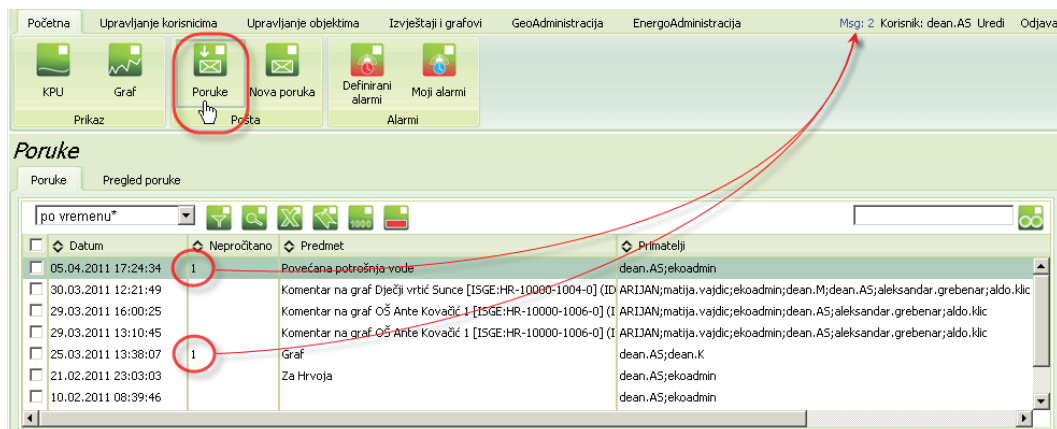 Početna Upravljanje korisnicima Upravljanje objektima Izvještaji i grafovi GeoAdministracija EnergoAdministracija Msg: 2 Korisnik: dean.AS Uredi Odjava
KPU Graf Poruke Nova poruka Definirani alarmi Moji alarmi
Prikaz Pošta Alarmi
Poruke
Poruke Pregled poruke
po vremenu* 1000
Datum Nepročitano Predmet Primatelji
05.04.2011 17:24:34 1 Povećana potrošnja vode dean.AS;ekoadmin
30.03.2011 12:21:49 Komentar na graf Dječji vrtić Sunce [ISGE:HR-10000-1004-0] (ID ARIJAN;matija.vajdic;ekoadmin;dean.M;dean.AS;aleksandar.grebenar;aldo.klic
29.03.2011 16:00:25 Komentar na graf OŠ Ante Kovačić 1 [ISGE:HR-10000-1006-0] (I ARIJAN;matija.vajdic;ekoadmin;dean.AS;aleksandar.grebenar;aldo.klic
29.03.2011 13:10:45 Komentar na graf OŠ Ante Kovačić 1 [ISGE:HR-10000-1006-0] (I ARIJAN;matija.vajdic;ekoadmin;dean.AS;aleksandar.grebenar;aldo.klic
25.03.2011 13:38:07 1 Graf dean.AS;dean.K
21.02.2011 23:03:03 Za Hrvoja dean.AS;ekoadmin
10.02.2011 08:39:46 dean.AS;ekoadmin